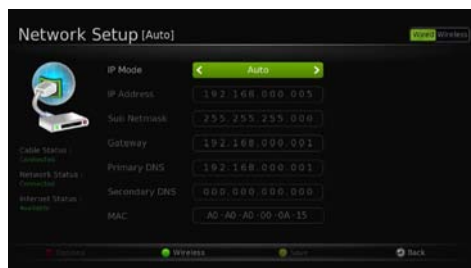 Network Setup [Auto]
Wired Wireless
IP Mode
Auto
IP Address
192.168.000.005
Sub Netmask
255.255.255.000
Gateway
192.168.000.001
Primary DNS
192.168.000.001
Secondary DNS
000.000.000.000
MAC
A0-A0-A0-00-0A-15
Cable Status :
Connected
Network Status :
Connected
Internet Status :
Available
Wireless
Save
Back